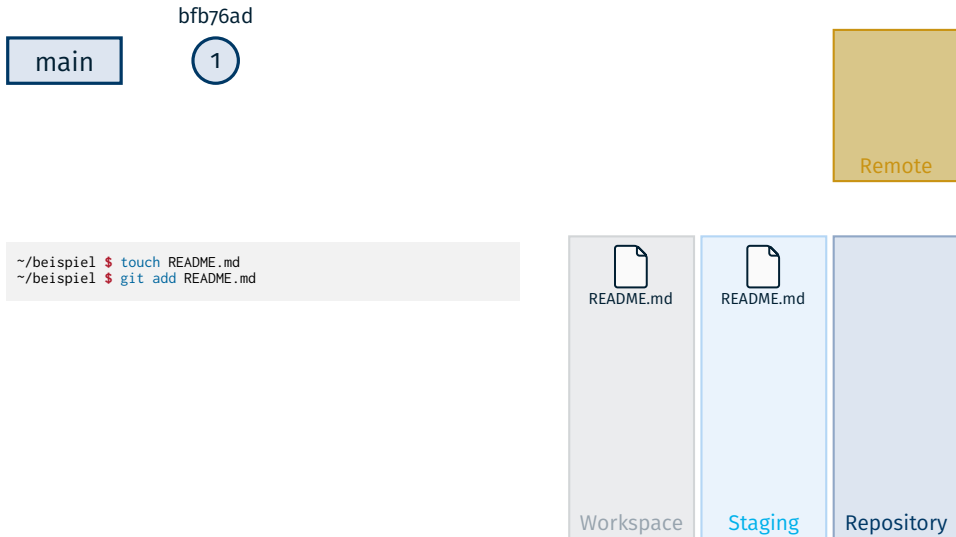 bfb76ad
main
1
Remote
~/beispiel $ touch README.md
~/beispiel $ git add README.md
README.md
README.md
Workspace
Staging
Repository